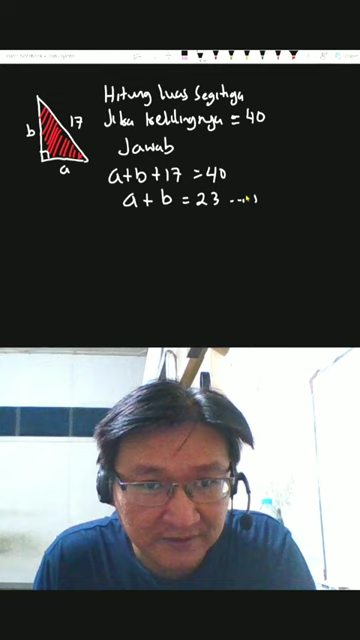 Hitung luas segitiga
Jika kelilingnya = 40
b
17
a
Jawab
a + b + 17 = 40
a + b = 23 ....